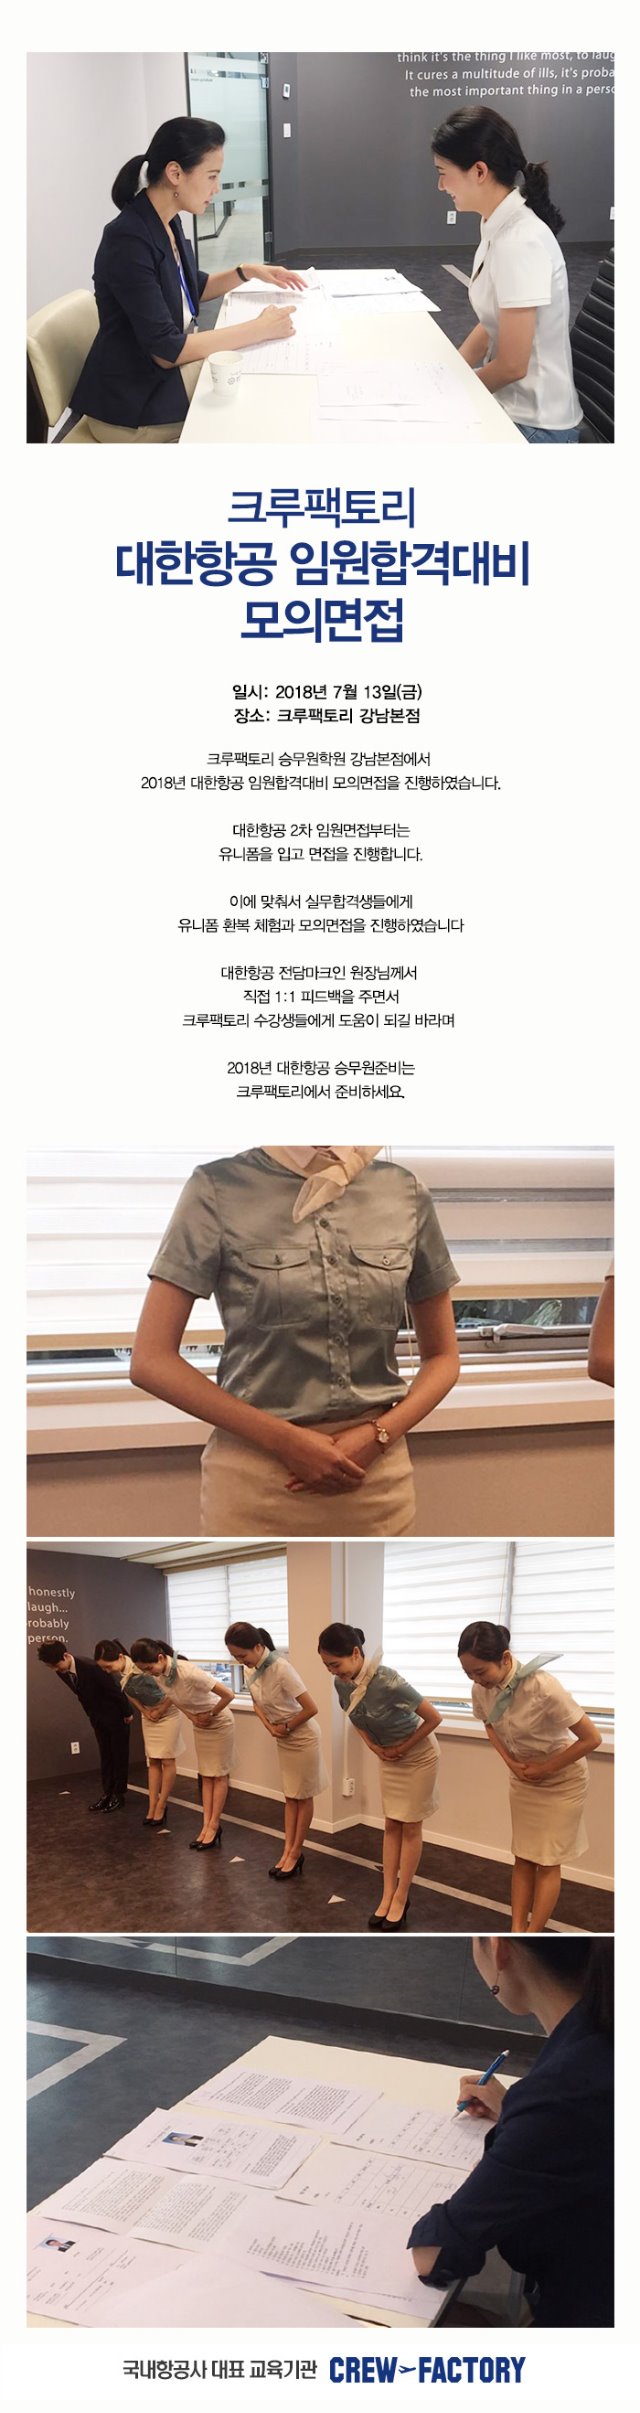 think it's the thing I like most, to laug
It cures a multitude of ills, it's proba
the most important thing in a perso
크루팩토리
대한항공 임원합격대비
모의면접
일시: 2018년 7월 13일(금)
장소: 크루팩토리 강남본점
크루팩토리 승무원학원 강남본점에서
2018년 대한항공 임원합격대비 모의면접을 진행하였습니다.
대한항공 2차 임원면접부터는
유니폼을 입고 면접을 진행합니다.
이에 맞춰서 실무합격생들에게
유니폼 환복 체험과 모의면접을 진행하였습니다
대한항공 전담마크인 원장님께서
직접 1:1 피드백을 주면서
크루팩토리 수강생들에게 도움이 되길 바라며
2018년 대한항공 승무원준비는
크루팩토리에서 준비하세요.
honestly
laugh...
robably
person.
국내항공사 대표 교육기관 CREW FACTORY